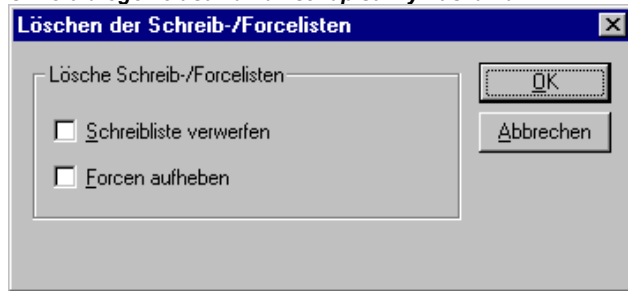 Löschen der Schreib-/Forcelisten
Lösche Schreib-/Forcelisten
OK
Schreibliste verwerfen
Abbrechen
Forcen aufheben